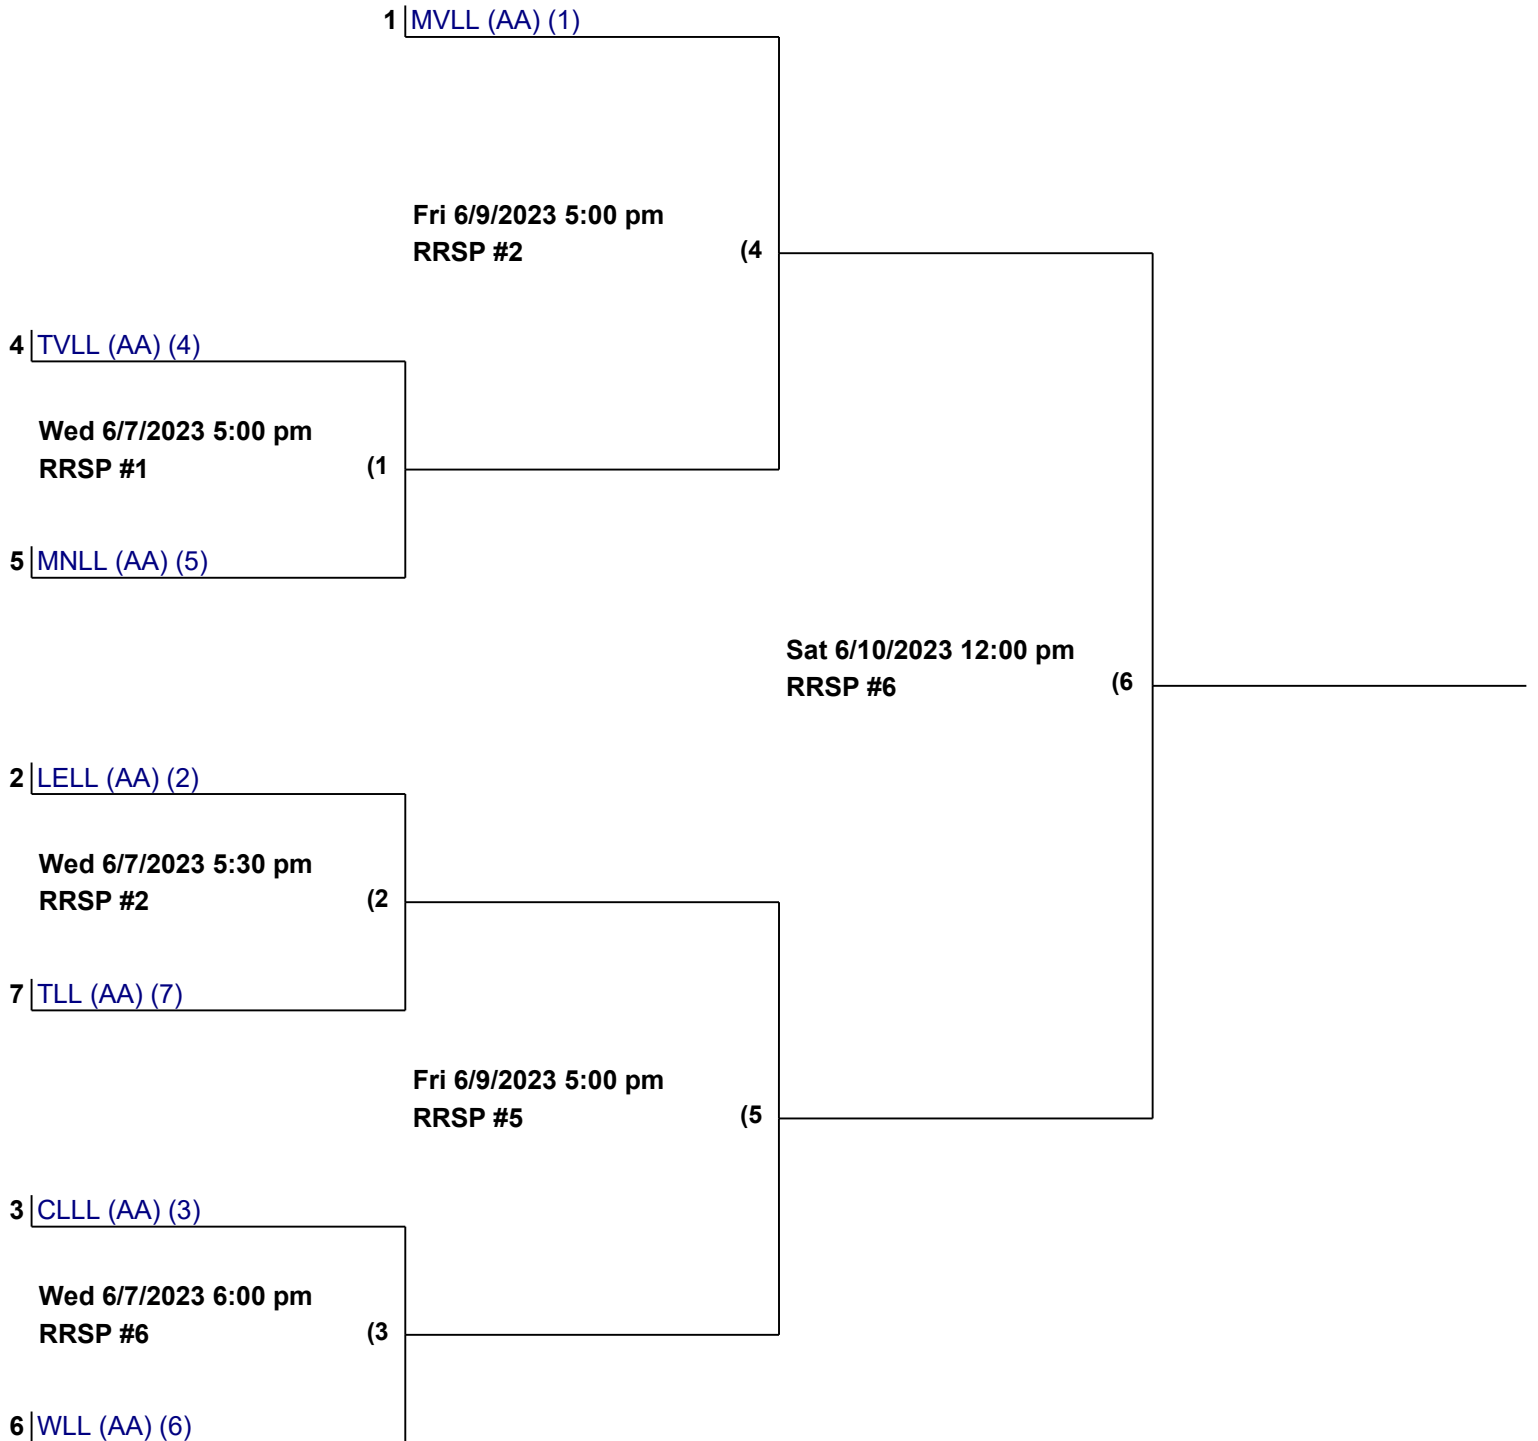 1 MVLL (AA) (1)
Fri 6/9/2023 5:00 pm
RRSP #2 (4
4 TVLL (AA) (4)
Wed 6/7/2023 5:00 pm
RRSP #1 (1
5 MNLL (AA) (5)
Sat 6/10/2023 12:00 pm
RRSP #6 (6
2 LELL (AA) (2)
Wed 6/7/2023 5:30 pm
RRSP #2 (2
7 TLL (AA) (7)
Fri 6/9/2023 5:00 pm
RRSP #5 (5
3 CLLL (AA) (3)
Wed 6/7/2023 6:00 pm
RRSP #6 (3
6 WLL (AA) (6)